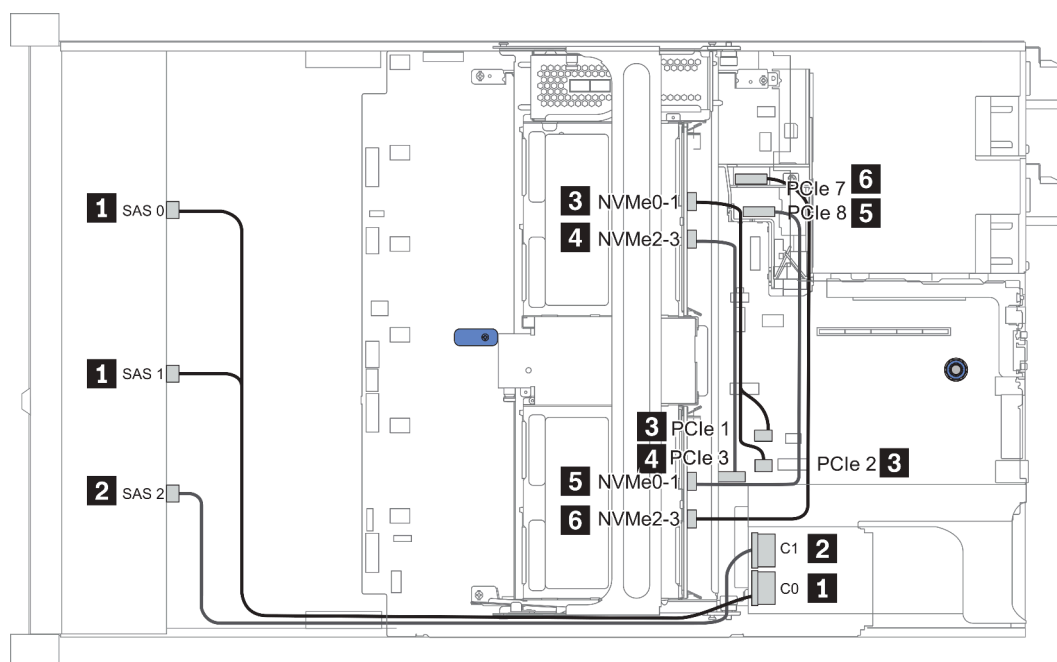 1 SAS 0
1 SAS 1
2 SAS 2
3 NVMe0-1
4 NVMe2-3
PCIe 7 6
PCIe 8 5
3 PCIe 1
4 PCIe 3
PCIe 2 3
5 NVMe0-1
6 NVMe2-3
C1 2
C0 1